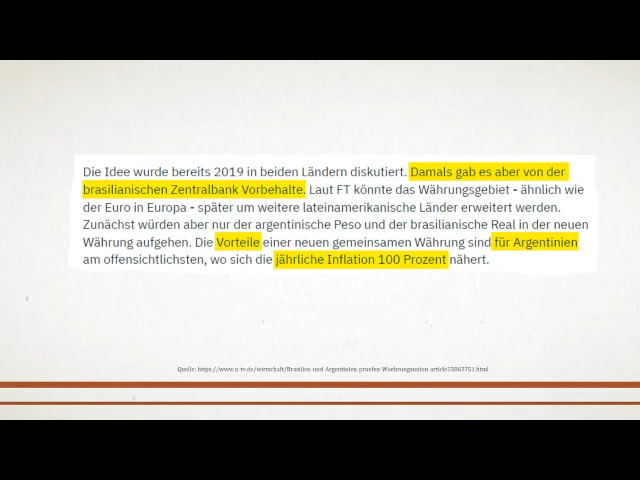 Die Idee wurde bereits 2019 in beiden Ländern diskutiert. Damals gab es aber von der
brasilianischen Zentralbank Vorbehalte. Laut FT könnte das Währungsgebiet - ähnlich wie
der Euro in Europa - später um weitere lateinamerikanische Länder erweitert werden.
Zunächst würden aber nur der argentinische Peso und der brasilianische Real in der neuen
Währung aufgehen. Die Vorteile einer neuen gemeinsamen Währung sind für Argentinien
am offensichtlichsten, wo sich die jährliche Inflation 100 Prozent nähert.
Quelle: https://www.n-tv.de/wirtschaft/Brasilien-und-Argentinien-pruefen-Waehrungsunion-article23862751.html